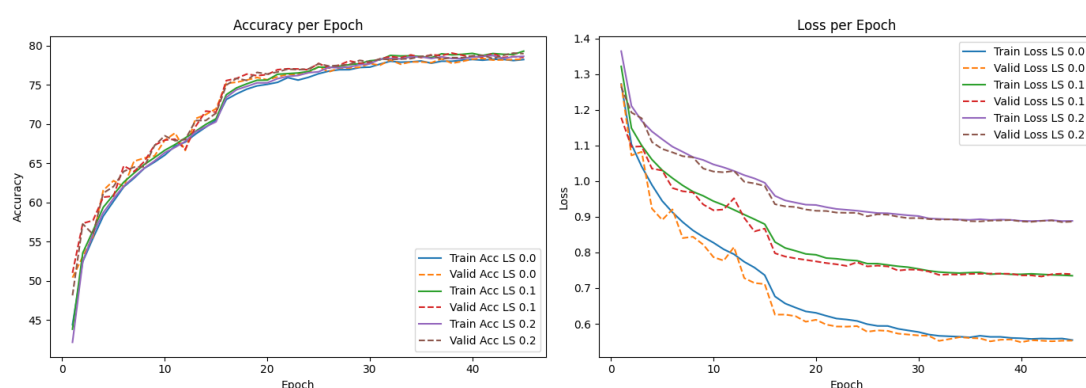 Accuracy per Epoch
80
75
70
65
60
55
50
45
Accuracy
0
10
20
30
40
Epoch
Train Acc LS 0.0
Valid Acc LS 0.0
Train Acc LS 0.1
Valid Acc LS 0.1
Train Acc LS 0.2
Valid Acc LS 0.2
Loss per Epoch
1.4
1.3
1.2
1.1
1.0
0.9
0.8
0.7
0.6
Loss
0
10
20
30
40
Epoch
Train Loss LS 0.0
Valid Loss LS 0.0
Train Loss LS 0.1
Valid Loss LS 0.1
Train Loss LS 0.2
Valid Loss LS 0.2